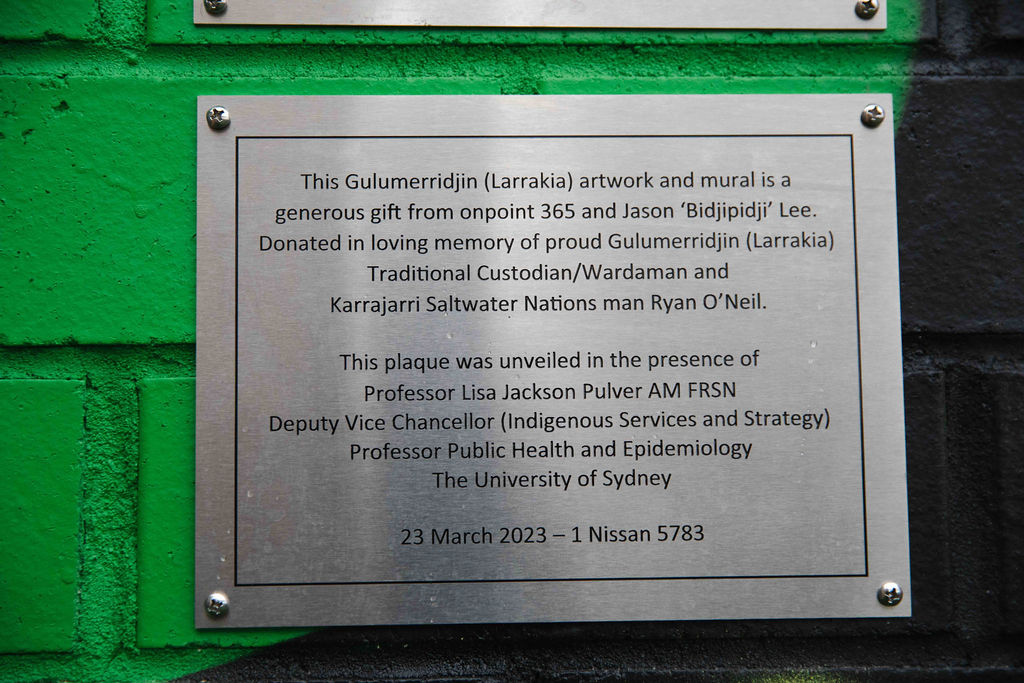 This Gulumerridjin (Larrakia) artwork and mural is a
generous gift from onpoint 365 and Jason ‘Bidjipidji’ Lee.
Donated in loving memory of proud Gulumerridjin (Larrakia)
Traditional Custodian/Wardaman and
Karrajarri Saltwater Nations man Ryan O’Neil.
This plaque was unveiled in the presence of
Professor Lisa Jackson Pulver AM FRSN
Deputy Vice Chancellor (Indigenous Services and Strategy)
Professor Public Health and Epidemiology
The University of Sydney
23 March 2023 – 1 Nissan 5783